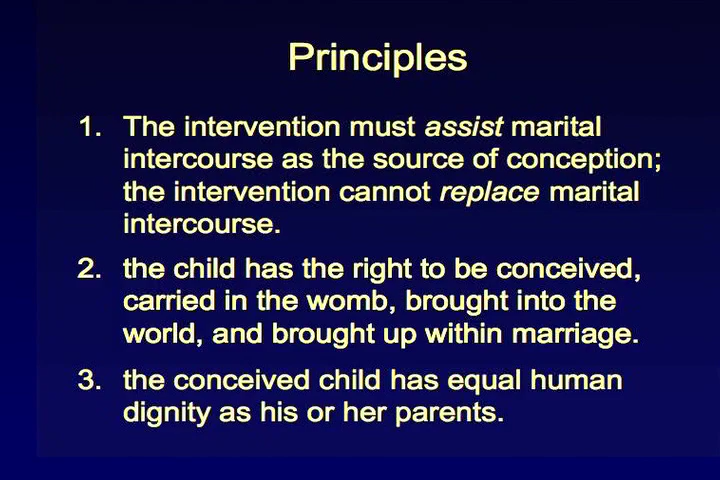 Principles
1. The intervention must assist marital
intercourse as the source of conception;
the intervention cannot replace marital
intercourse.
2. the child has the right to be conceived,
carried in the womb, brought into the
world, and brought up within marriage.
3. the conceived child has equal human
dignity as his or her parents.